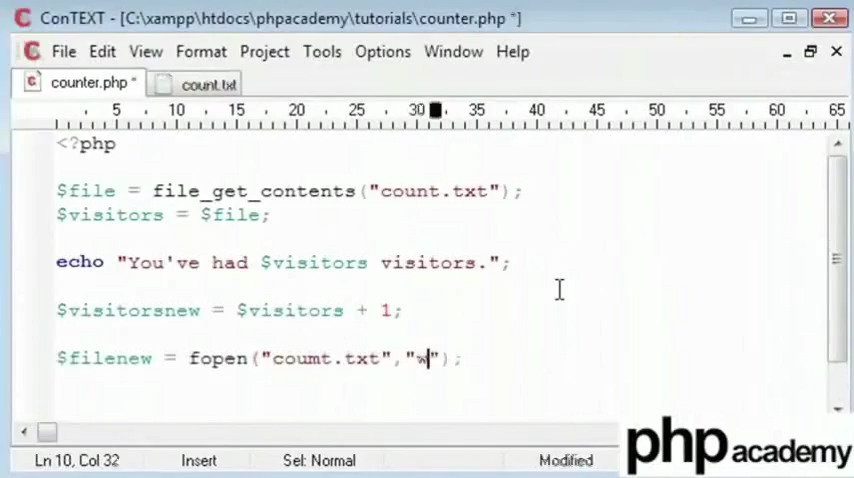 ConTEXT - [C:\xampp\htdocs\phpacademy\tutorials\counter.php *]
File Edit View Format Project Tools Options Window Help
counter.php * count.txt
5 10 15 20 25 30 35 40 45 50 55 60 65
<?php
$file = file_get_contents("count.txt");
$visitors = $file;
echo "You've had $visitors visitors.";
$visitorsnew = $visitors + 1;
$filenew = fopen("coumt.txt","w");
Ln 10, Col 32 Insert Sel: Normal Modified
php academy